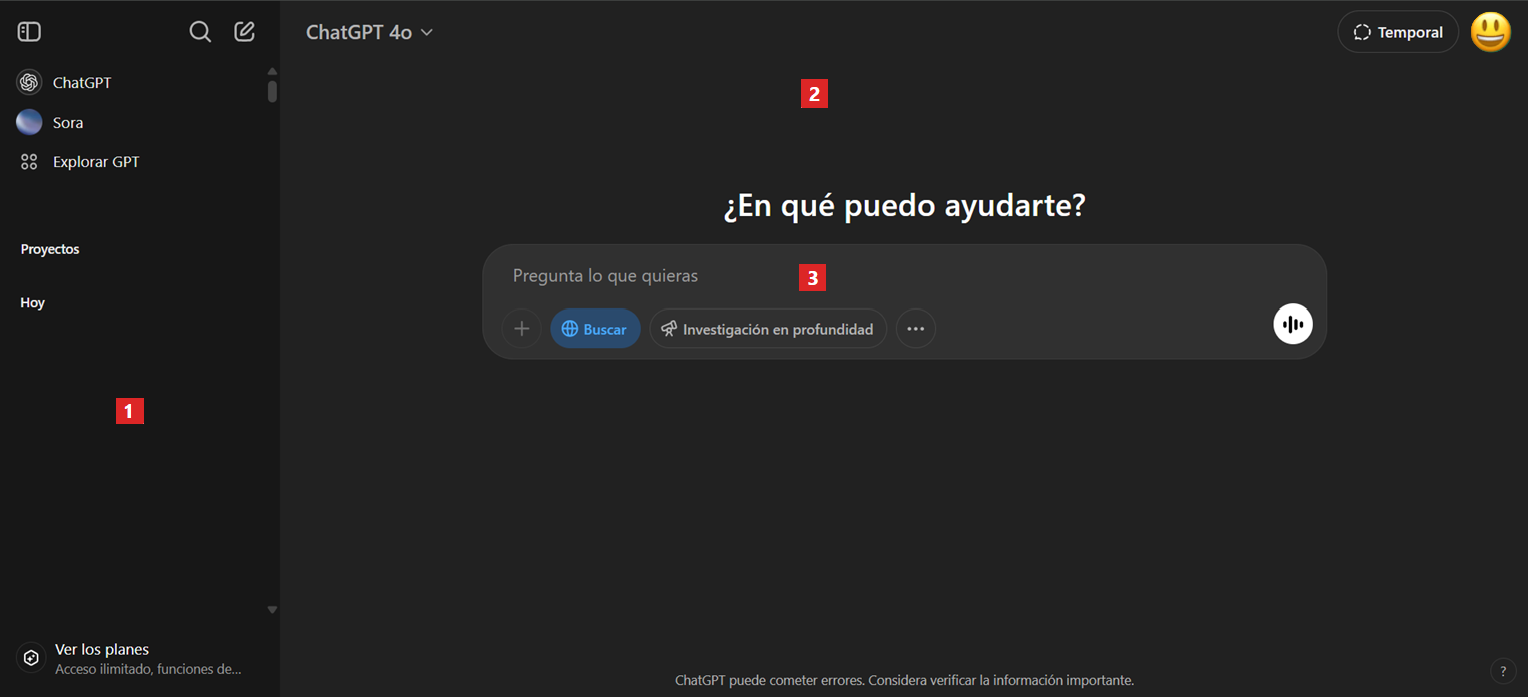 ChatGPT 4o
Temporal
ChatGPT
Sora
Explorar GPT
Proyectos
Hoy
1
Ver los planes
Acceso ilimitado, funciones de...
2
¿En qué puedo ayudarte?
Pregunta lo que quieras
3
Buscar
Investigación en profundidad
ChatGPT puede cometer errores. Considera verificar la información importante.
?